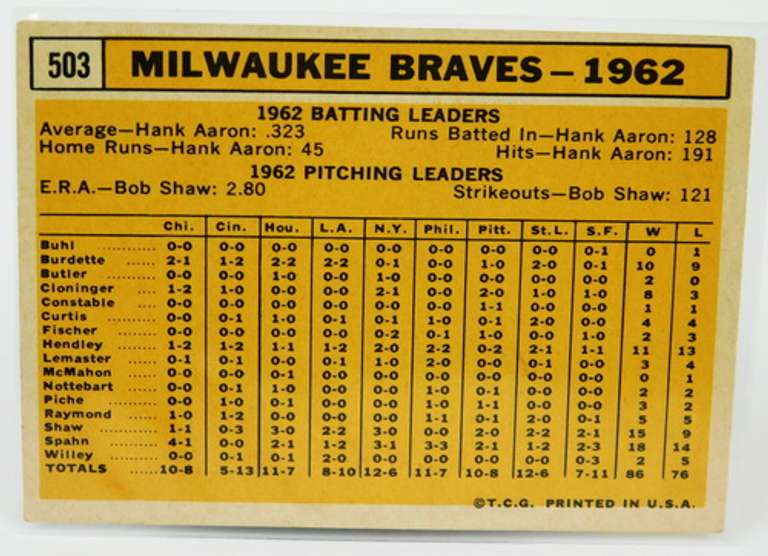 503 MILWAUKEE BRAVES – 1962
1962 BATTING LEADERS
Average—Hank Aaron: .323 Runs Batted In—Hank Aaron: 128
Home Runs—Hank Aaron: 45 Hits—Hank Aaron: 191
1962 PITCHING LEADERS
E.R.A.—Bob Shaw: 2.80 Strikeouts—Bob Shaw: 121
Chi. Cin. Hou. L.A. N.Y. Phil. Pitt. St.L. S.F. W L
Buhl 0-0 0-0 0-0 0-0 0-0 0-0 0-0 0-0 0-1 0 1
Burdette 2-1 1-2 2-2 2-2 0-1 0-0 1-0 2-0 0-1 10 9
Butler 0-0 0-0 1-0 0-0 1-0 0-0 0-0 0-0 0-0 2 0
Cloninger 1-2 1-0 0-0 0-0 2-1 0-0 2-0 1-0 1-0 8 3
Constable 0-0 0-0 0-0 0-0 0-0 0-0 1-1 0-0 0-0 1 1
Curtis 0-0 0-1 1-0 0-1 0-1 1-0 0-1 2-0 0-0 4 4
Fischer 0-0 0-0 0-0 0-0 0-2 0-1 1-0 0-0 1-0 2 3
Hendley 1-2 1-2 1-1 1-2 2-0 2-2 0-2 2-1 1-1 11 13
Lemaster 0-1 0-1 0-0 0-1 1-0 2-0 0-0 0-1 0-0 3 4
McMahon 0-1 0-0 0-0 0-0 0-0 0-0 0-0 0-0 0-0 0 1
Nottebart 0-0 0-1 1-0 0-0 0-0 1-0 0-1 0-0 0-0 2 2
Piche 0-0 1-0 0-1 0-0 0-0 1-0 1-1 0-0 0-0 3 2
Raymond 1-0 1-2 0-0 0-0 0-0 1-0 0-1 2-0 0-1 5 5
Shaw 1-1 0-3 3-0 2-2 3-0 0-0 2-0 2-2 2-1 15 9
Spahn 4-1 0-0 2-1 1-2 3-1 3-3 2-1 1-2 2-3 18 14
Willey 0-0 0-1 0-1 2-0 0-0 0-0 0-0 0-0 0-3 2 5
TOTALS 10-8 5-13 11-7 8-10 12-6 11-7 10-8 12-6 7-11 86 76
©T.C.G. PRINTED IN U.S.A.